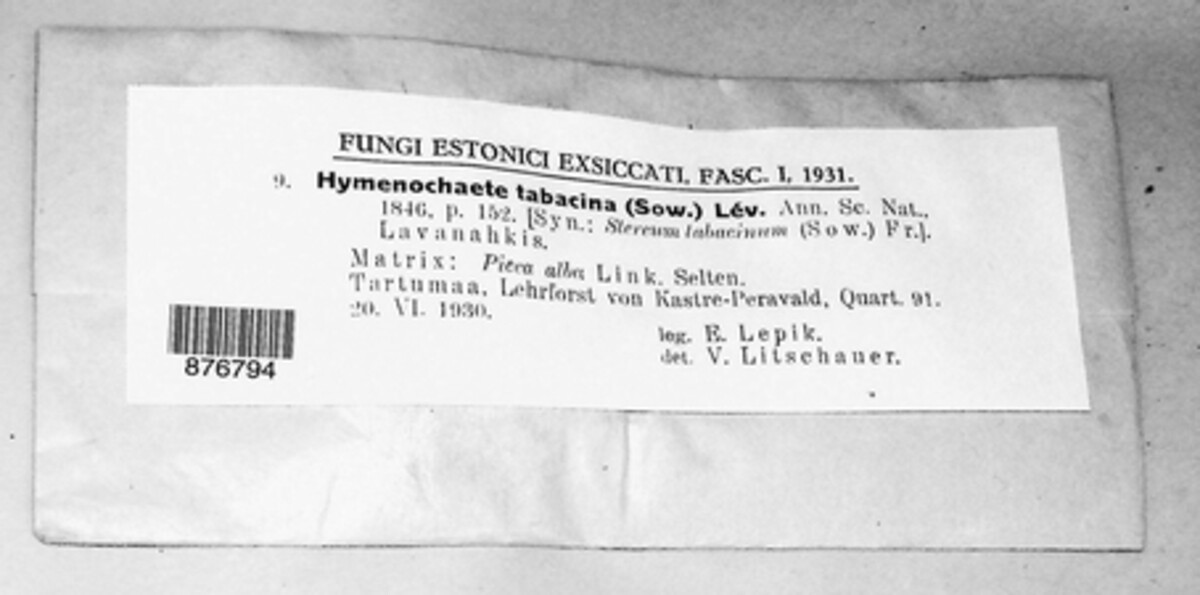 FUNGI ESTONICI EXSICCATI, FASC. I, 1931.
9. Hymenochaete tabacina (Sow.) Lév. Ann. Sc. Nat.,
1846, p. 152. [Syn.: Stereum tabacinum (Sow.) Fr.].
Lavanahkis.
Matrix: Picea alba Link. Selten.
Tartumaa, Lehrforst von Kastre-Peravald, Quart. 91.
20. VI. 1930.
leg. E. Lepik.
det. V. Litschauer.
876794